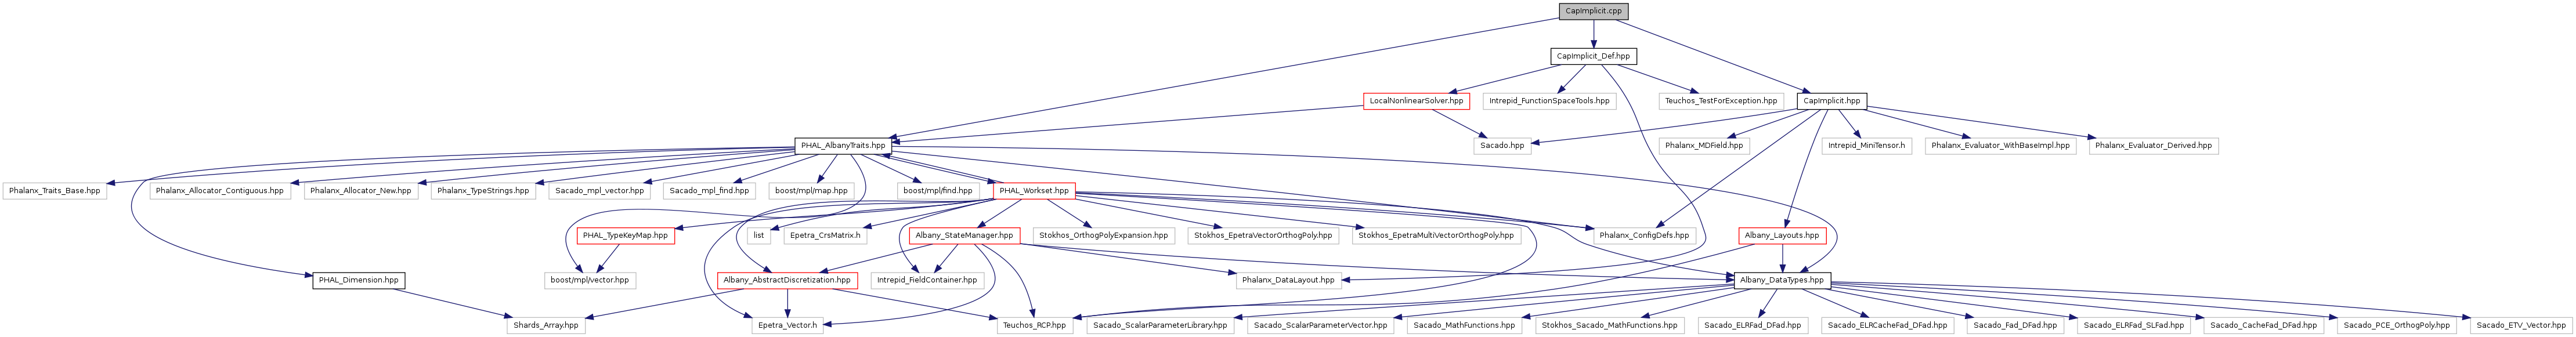 CapImplicit.cpp
CapImplicit_Def.hpp
LocalNonlinearSolver.hpp
Intrepid_FunctionSpaceTools.hpp
Teuchos_TestForException.hpp
CapImplicit.hpp
PHAL_AlbanyTraits.hpp
Sacado.hpp
Phalanx_MDField.hpp
Intrepid_MiniTensor.h
Phalanx_Evaluator_WithBaseImpl.hpp
Phalanx_Evaluator_Derived.hpp
Phalanx_Traits_Base.hpp
Phalanx_Allocator_Contiguous.hpp
Phalanx_Allocator_New.hpp
Phalanx_TypeStrings.hpp
Sacado_mpl_vector.hpp
Sacado_mpl_find.hpp
boost/mpl/map.hpp
boost/mpl/find.hpp
PHAL_Workset.hpp
PHAL_TypeKeyMap.hpp
list
Epetra_CrsMatrix.h
Albany_StateManager.hpp
Stokhos_OrthogPolyExpansion.hpp
Stokhos_EpetraVectorOrthogPoly.hpp
Stokhos_EpetraMultiVectorOrthogPoly.hpp
Phalanx_ConfigDefs.hpp
Albany_Layouts.hpp
PHAL_Dimension.hpp
boost/mpl/vector.hpp
Albany_AbstractDiscretization.hpp
Intrepid_FieldContainer.hpp
Phalanx_DataLayout.hpp
Albany_DataTypes.hpp
Shards_Array.hpp
Epetra_Vector.h
Teuchos_RCP.hpp
Sacado_ScalarParameterLibrary.hpp
Sacado_ScalarParameterVector.hpp
Sacado_MathFunctions.hpp
Stokhos_Sacado_MathFunctions.hpp
Sacado_ELRFad_DFad.hpp
Sacado_ELRCacheFad_DFad.hpp
Sacado_Fad_DFad.hpp
Sacado_ELRFad_SLFad.hpp
Sacado_CacheFad_DFad.hpp
Sacado_PCE_OrthogPoly.hpp
Sacado_ETV_Vector.hpp